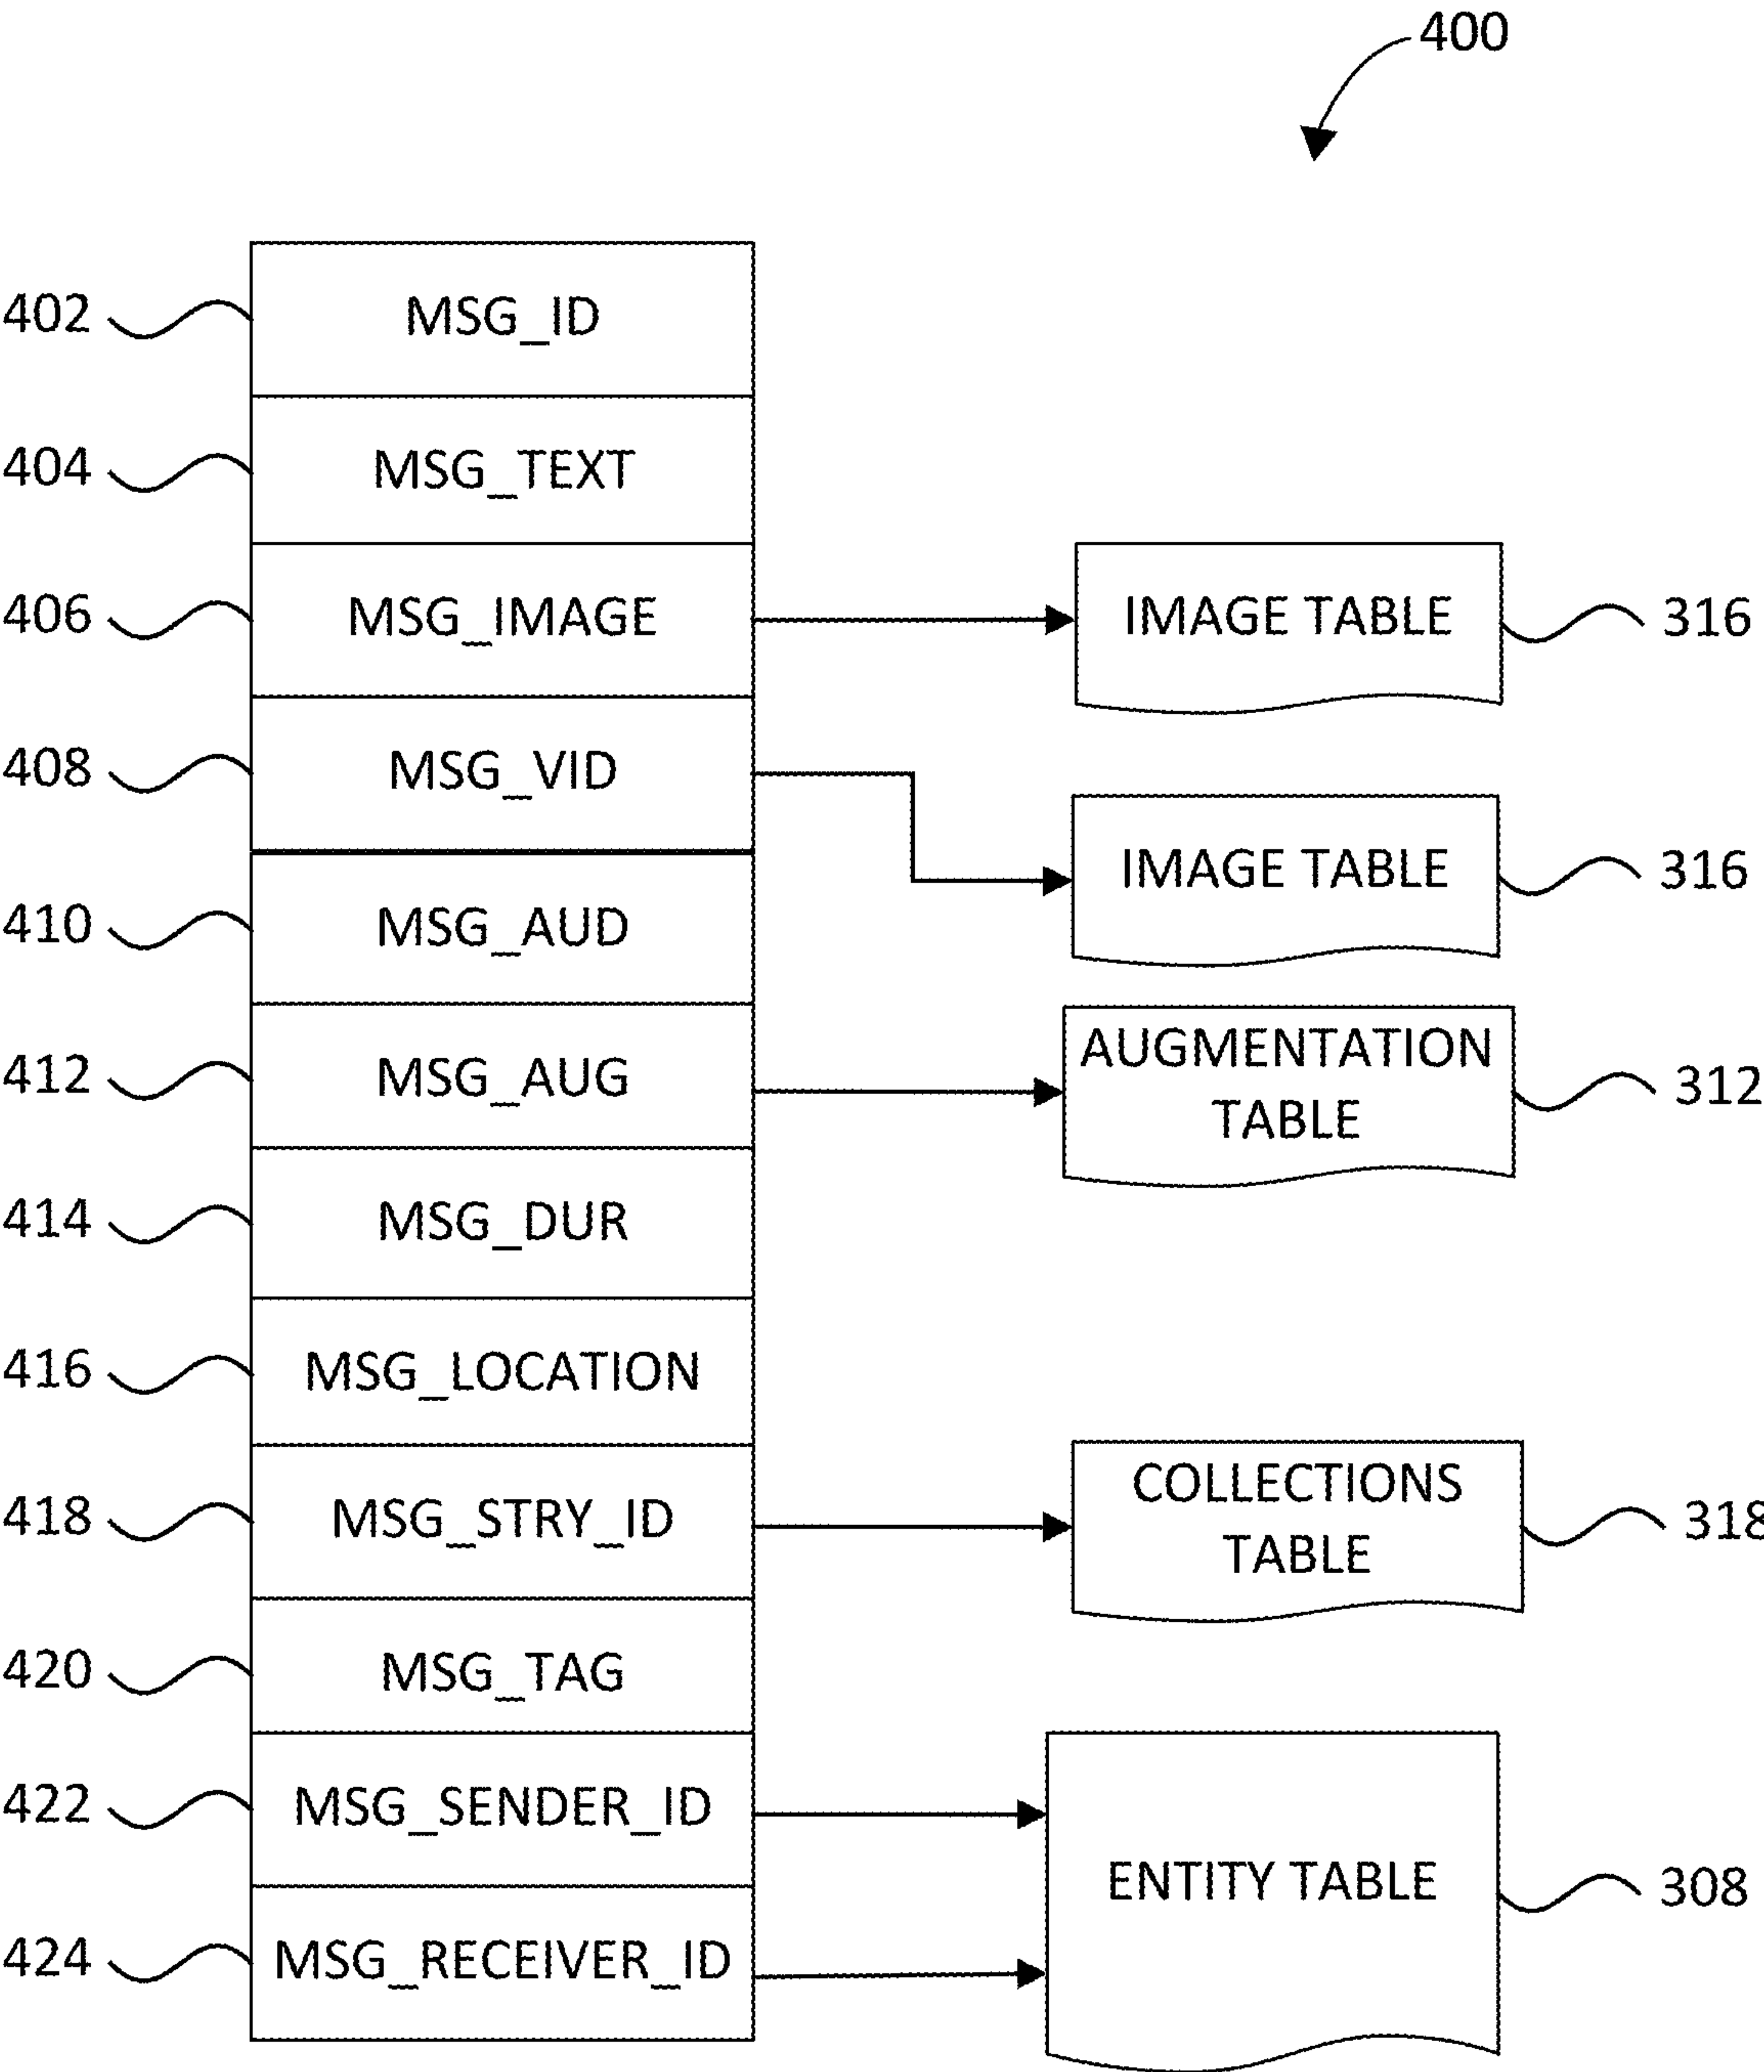 400
402 MSG_ID
404 MSG_TEXT
406 MSG_IMAGE IMAGE TABLE 316
408 MSG_VID
IMAGE TABLE 316
410 MSG_AUD
412 MSG_AUG
AUGMENTATION
TABLE
312
414 MSG_DUR
416 MSG_LOCATION
418 MSG_STRY_ID
COLLECTIONS
TABLE
318
420 MSG_TAG
422 MSG_SENDER_ID
ENTITY TABLE 308
424 MSG_RECEIVER_ID